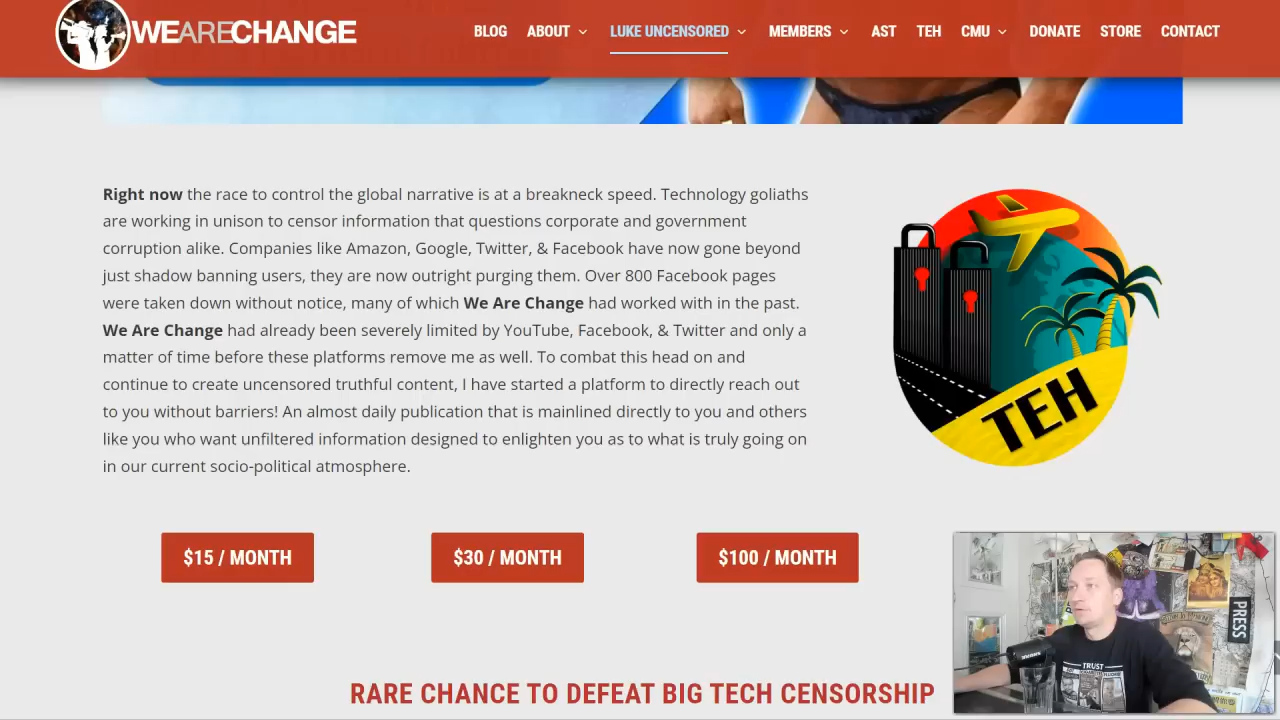 WEARECHANGE
BLOG ABOUT LUKE UNCENSORED MEMBERS AST TEH CMU DONATE STORE CONTACT
Right now the race to control the global narrative is at a breakneck speed. Technology goliaths
are working in unison to censor information that questions corporate and government
corruption alike. Companies like Amazon, Google, Twitter, & Facebook have now gone beyond
just shadow banning users, they are now outright purging them. Over 800 Facebook pages
were taken down without notice, many of which We Are Change had worked with in the past.
We Are Change had already been severely limited by YouTube, Facebook, & Twitter and only a
matter of time before these platforms remove me as well. To combat this head on and
continue to create uncensored truthful content, I have started a platform to directly reach out
to you without barriers! An almost daily publication that is mainlined directly to you and others
like you who want unfiltered information designed to enlighten you as to what is truly going on
in our current socio-political atmosphere.
TEH
$15 / MONTH $30 / MONTH $100 / MONTH
PRESS
TRUST
RARE CHANCE TO DEFEAT BIG TECH CENSORSHIP